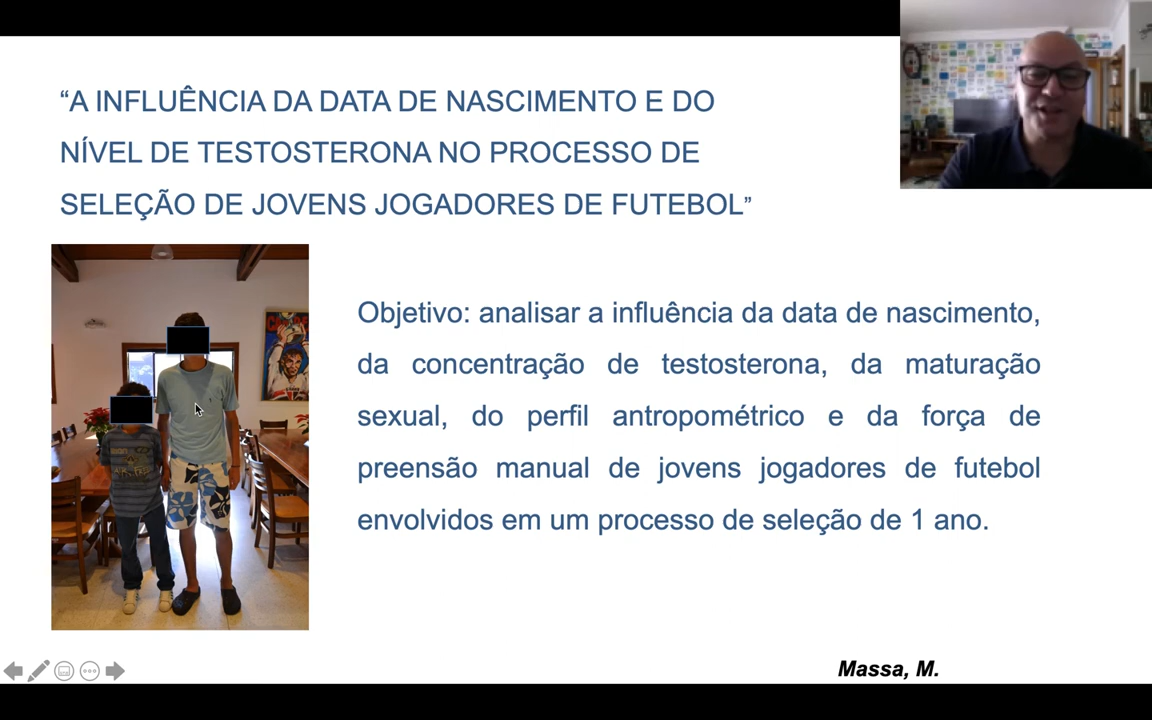 “A INFLUÊNCIA DA DATA DE NASCIMENTO E DO
NÍVEL DE TESTOSTERONA NO PROCESSO DE
SELEÇÃO DE JOVENS JOGADORES DE FUTEBOL”
Objetivo: analisar a influência da data de nascimento,
da concentração de testosterona, da maturação
sexual, do perfil antropométrico e da força de
preensão manual de jovens jogadores de futebol
envolvidos em um processo de seleção de 1 ano.
Massa, M.